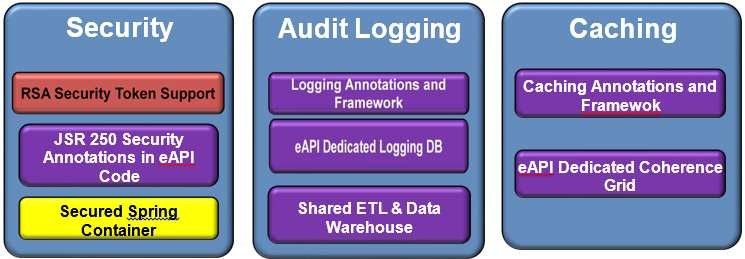 Security
RSA Security Token Support
JSR 250 Security
Annotations in eAPI
Code
Secured Spring
Container
Audit Logging
Logging Annotations and
Framework
eAPI Dedicated Logging DB
Shared ETL & Data
Warehouse
Caching
Caching Annotations and
Framewok
eAPI Dedicated Coherence
Grid